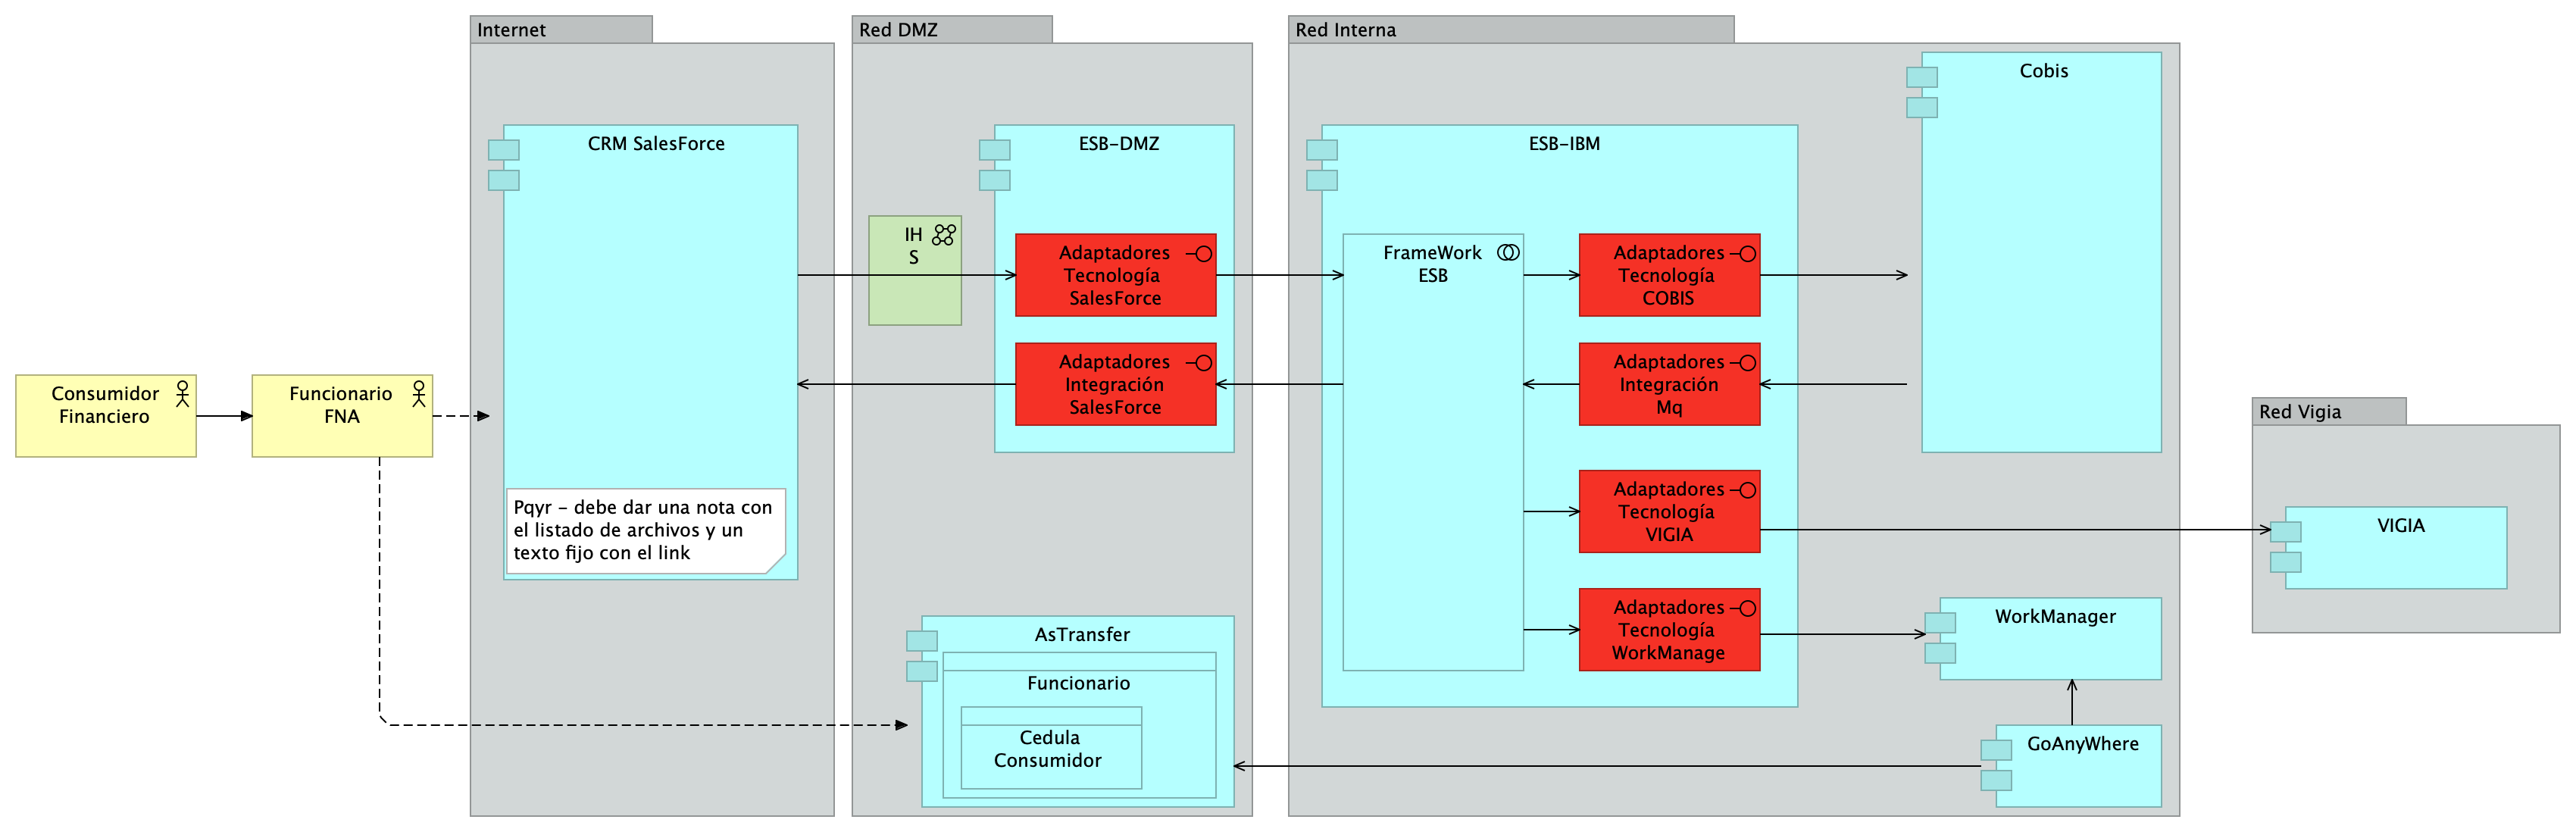 Internet
Red DMZ
Red Interna
Cobis
CRM SalesForce
ESB-DMZ
ESB-IBM
IH
S
Adaptadores
Tecnología
SalesForce
FrameWork
ESB
Adaptadores
Tecnología
COBIS
Adaptadores
Integración
SalesForce
Adaptadores
Integración
Mq
Consumidor
Financiero
Funcionario
FNA
Red Vigia
Pqyr - debe dar una nota con
el listado de archivos y un
texto fijo con el link
Adaptadores
Tecnología
VIGIA
VIGIA
AsTransfer
Adaptadores
Tecnología
WorkManage
WorkManager
Funcionario
Cedula
Consumidor
GoAnyWhere